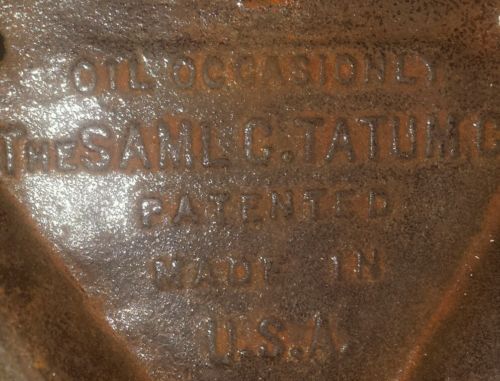 OIL OCCASIONLY
THE SAML C. TATUM C
PATENTED
MADE IN
U.S.A.